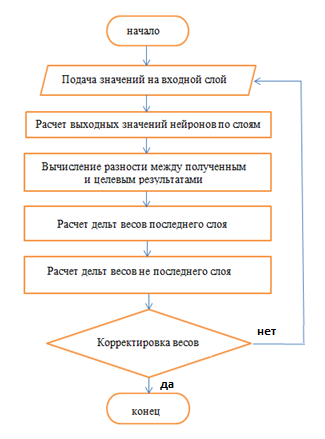 начало
Подача значений на входной слой
Расчет выходных значений нейронов по слоям
Вычисление разности между полученным
и целевым результатами
Расчет дельт весов последнего слоя
Расчет дельт весов не последнего слоя
Корректировка весов
нет
да
конец